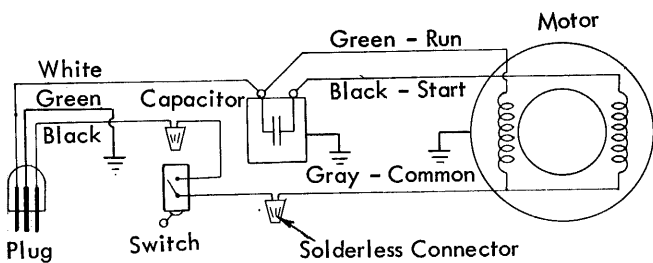 Motor
Green - Run
White
Green
Capacitor
Black - Start
Black
Gray - Common
Plug
Switch
Solderless Connector